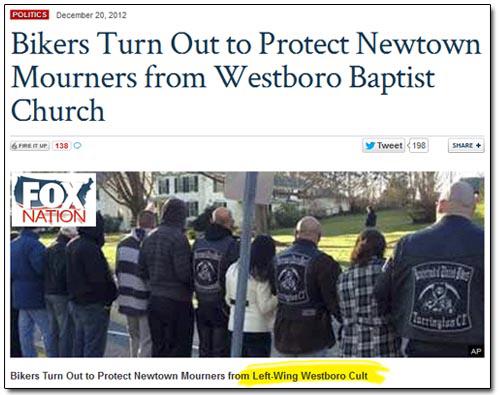 POLITICS December 20, 2012
Bikers Turn Out to Protect Newtown
Mourners from Westboro Baptist
Church
FIRE IT UP 138 Tweet 198 SHARE
FOX
NATION
Torrington CT
AP
Bikers Turn Out to Protect Newtown Mourners from Left-Wing Westboro Cult